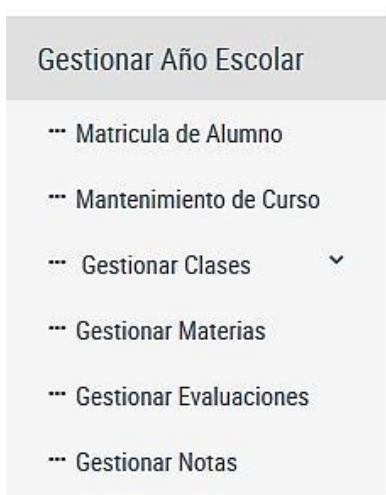 Gestionar Año Escolar
Matricula de Alumno
Mantenimiento de Curso
Gestionar Clases
Gestionar Materias
Gestionar Evaluaciones
Gestionar Notas